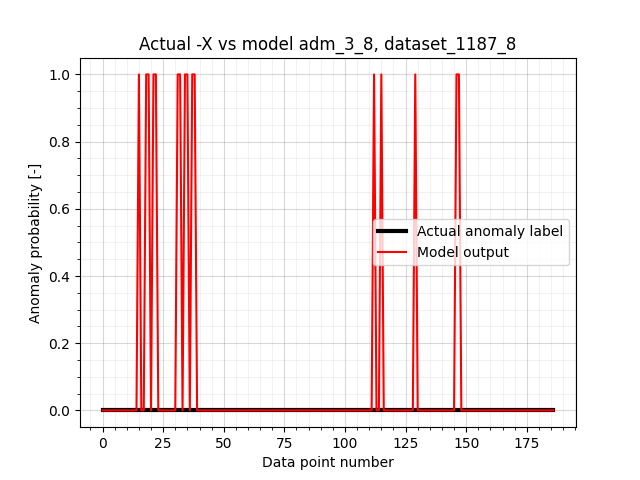 Actual -X vs model adm_3_8, dataset_1187_8
Anomaly probability [-]
1.0
0.8
0.6
0.4
0.2
0.0
Actual anomaly label
Model output
0 25 50 75 100 125 150 175
Data point number